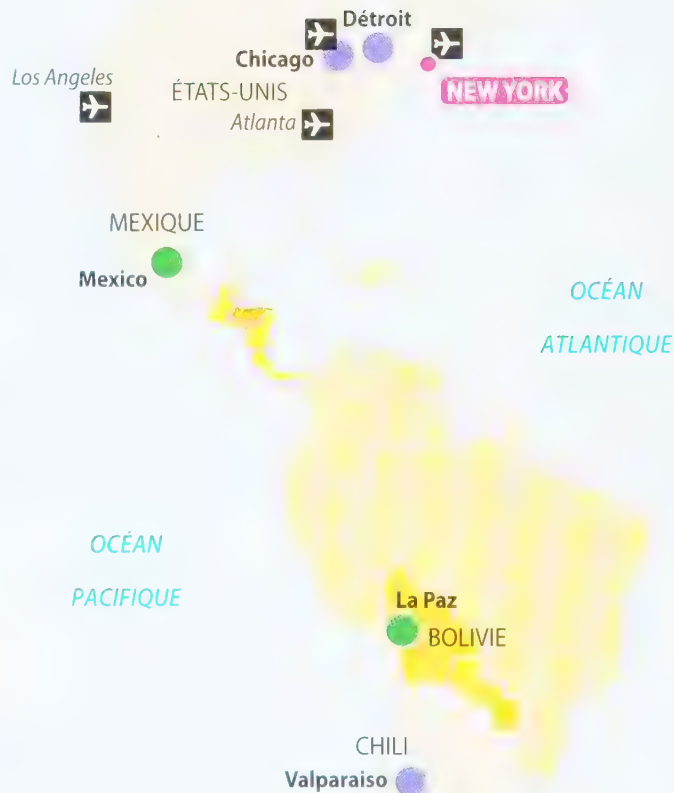 Détroit
Chicago
Los Angeles
ÉTATS-UNIS
NEW YORK
Atlanta
MEXIQUE
Mexico
OCÉAN
ATLANTIQUE
OCÉAN
PACIFIQUE
La Paz
BOLIVIE
CHILI
Valparaiso